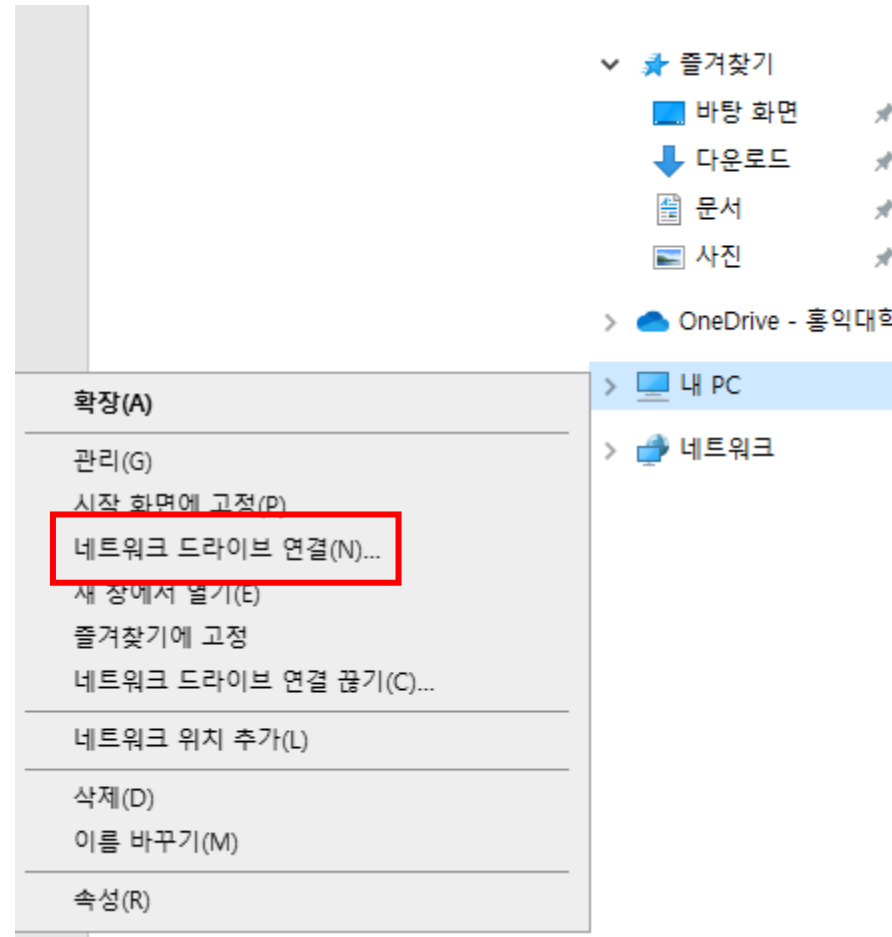 즐겨찾기
바탕 화면
다운로드
문서
사진
OneDrive - 홍익대학
내 PC
네트워크
확장(A)
관리(G)
시작 화면에 고정(P)
네트워크 드라이브 연결(N)...
새 창에서 열기(E)
즐겨찾기에 고정
네트워크 드라이브 연결 끊기(C)...
네트워크 위치 추가(L)
삭제(D)
이름 바꾸기(M)
속성(R)